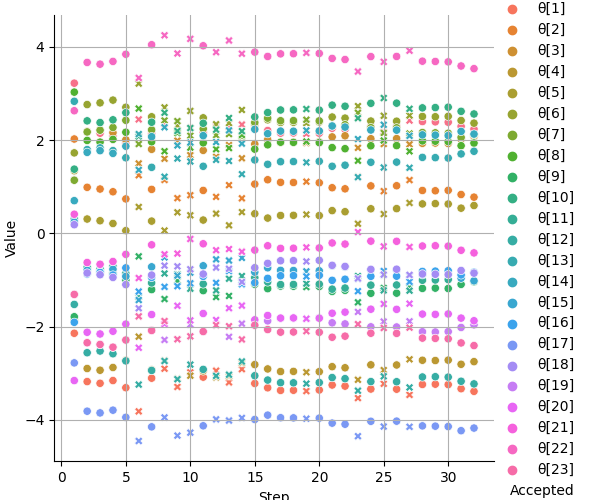 Value
4
2
0
−2
−4
0
5
10
15
20
25
30
Step
θ[1]
θ[2]
θ[3]
θ[4]
θ[5]
θ[6]
θ[7]
θ[8]
θ[9]
θ[10]
θ[11]
θ[12]
θ[13]
θ[14]
θ[15]
θ[16]
θ[17]
θ[18]
θ[19]
θ[20]
θ[21]
θ[22]
θ[23]
Accepted